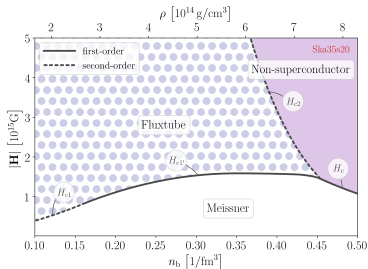 ρ [10¹⁴ g/cm³]
2 3 4 5 6 7 8
first-order
second-order
Ska35s20
Non-superconductor
H_c2
Fluxtube
H_c1'
H_c
H_c1
Meissner
|H| [10¹⁵G]
5
4
3
2
1
0.10 0.15 0.20 0.25 0.30 0.35 0.40 0.45 0.50
n_b [1/fm³]